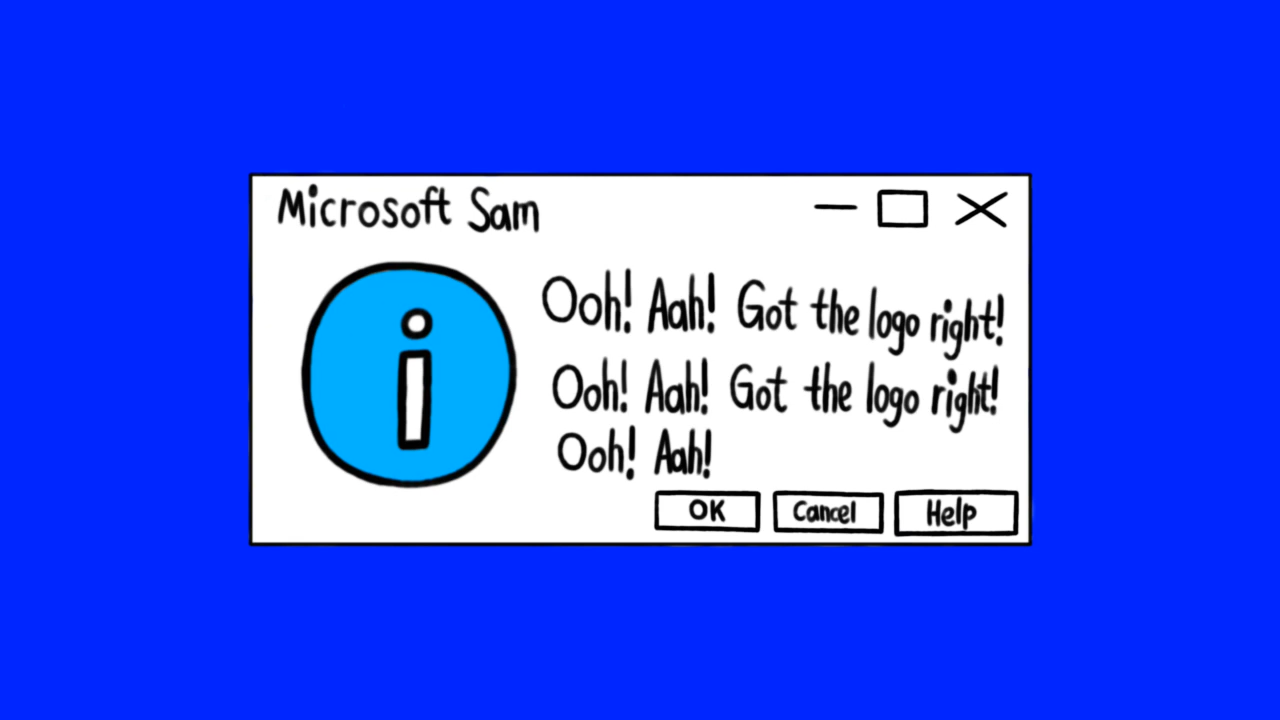 Microsoft Sam
i
Ooh! Aah! Got the logo right!
Ooh! Aah! Got the logo right!
Ooh! Aah!
OK Cancel Help